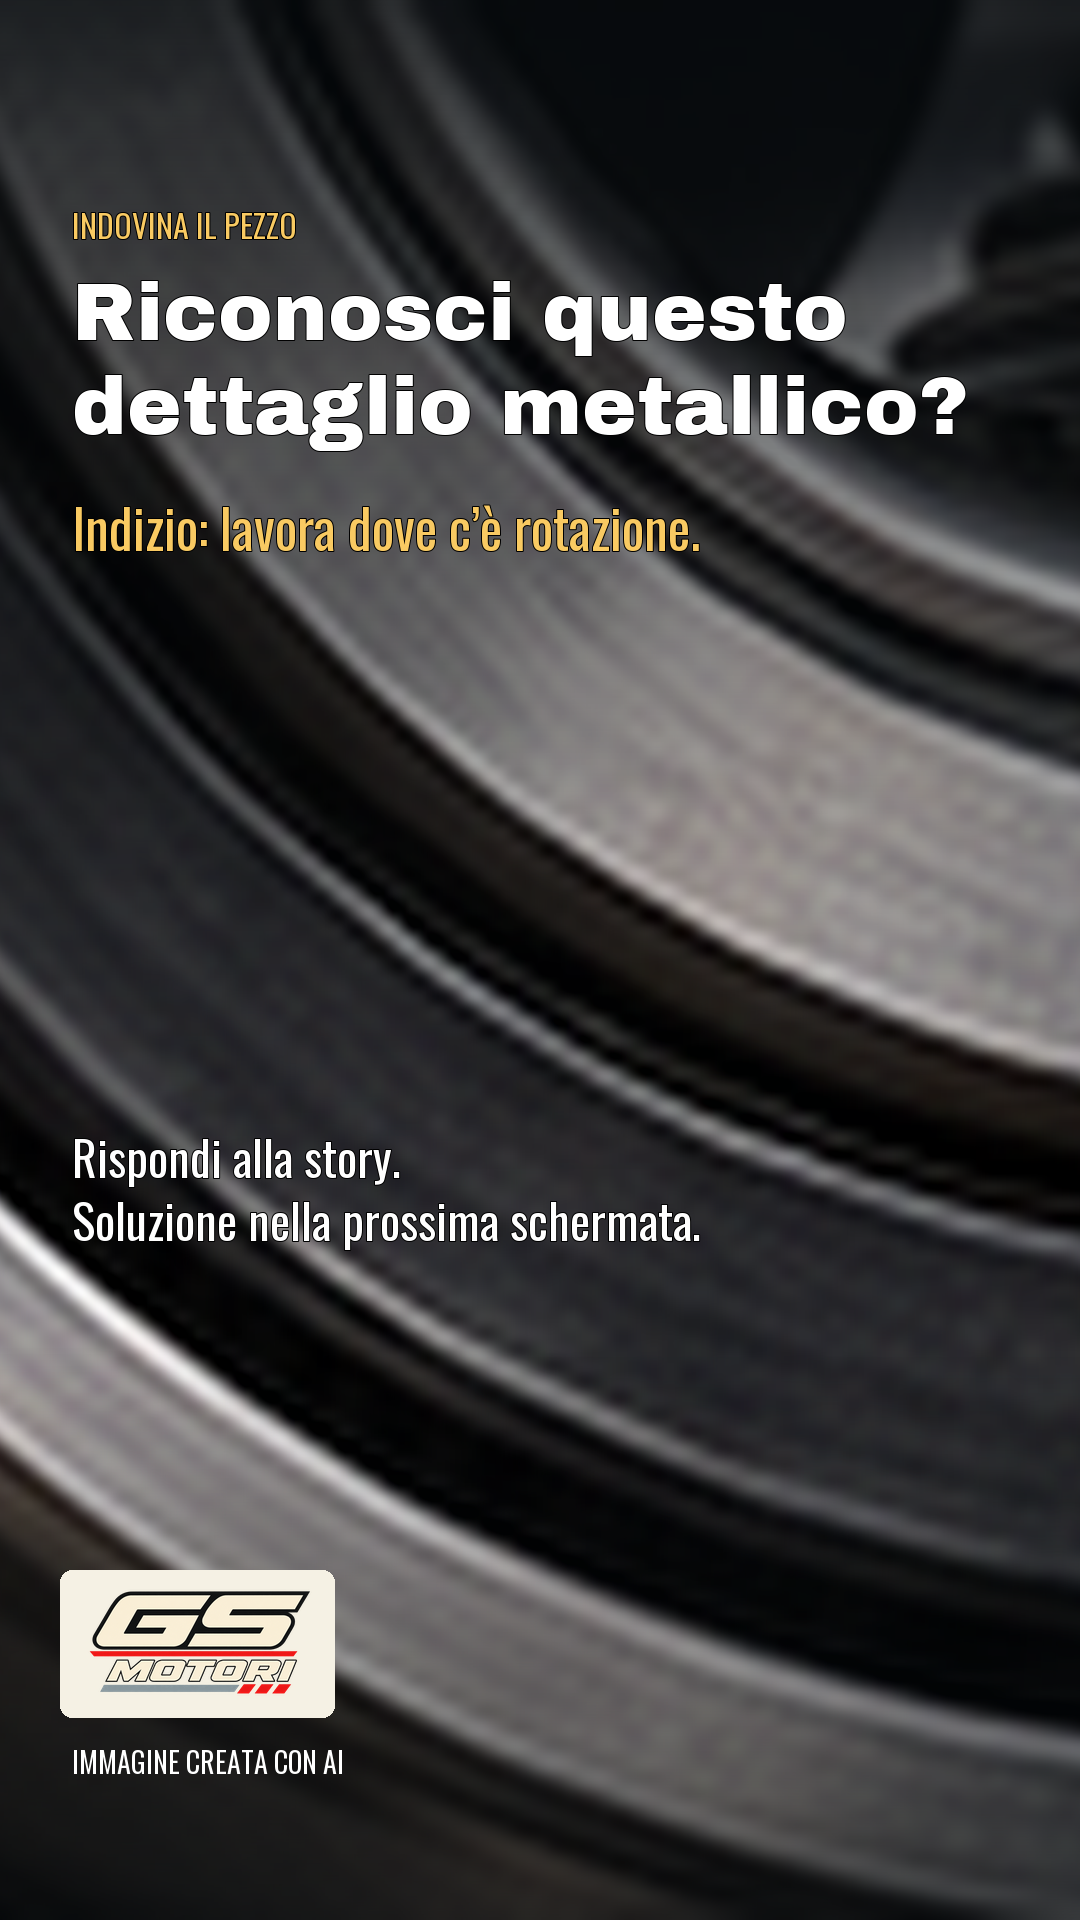 INDOVINA IL PEZZO
Riconosci questo
dettaglio metallico?
Indizio: lavora dove c’è rotazione.
Rispondi alla story.
Soluzione nella prossima schermata.
GS
MOTORI
IMMAGINE CREATA CON AI